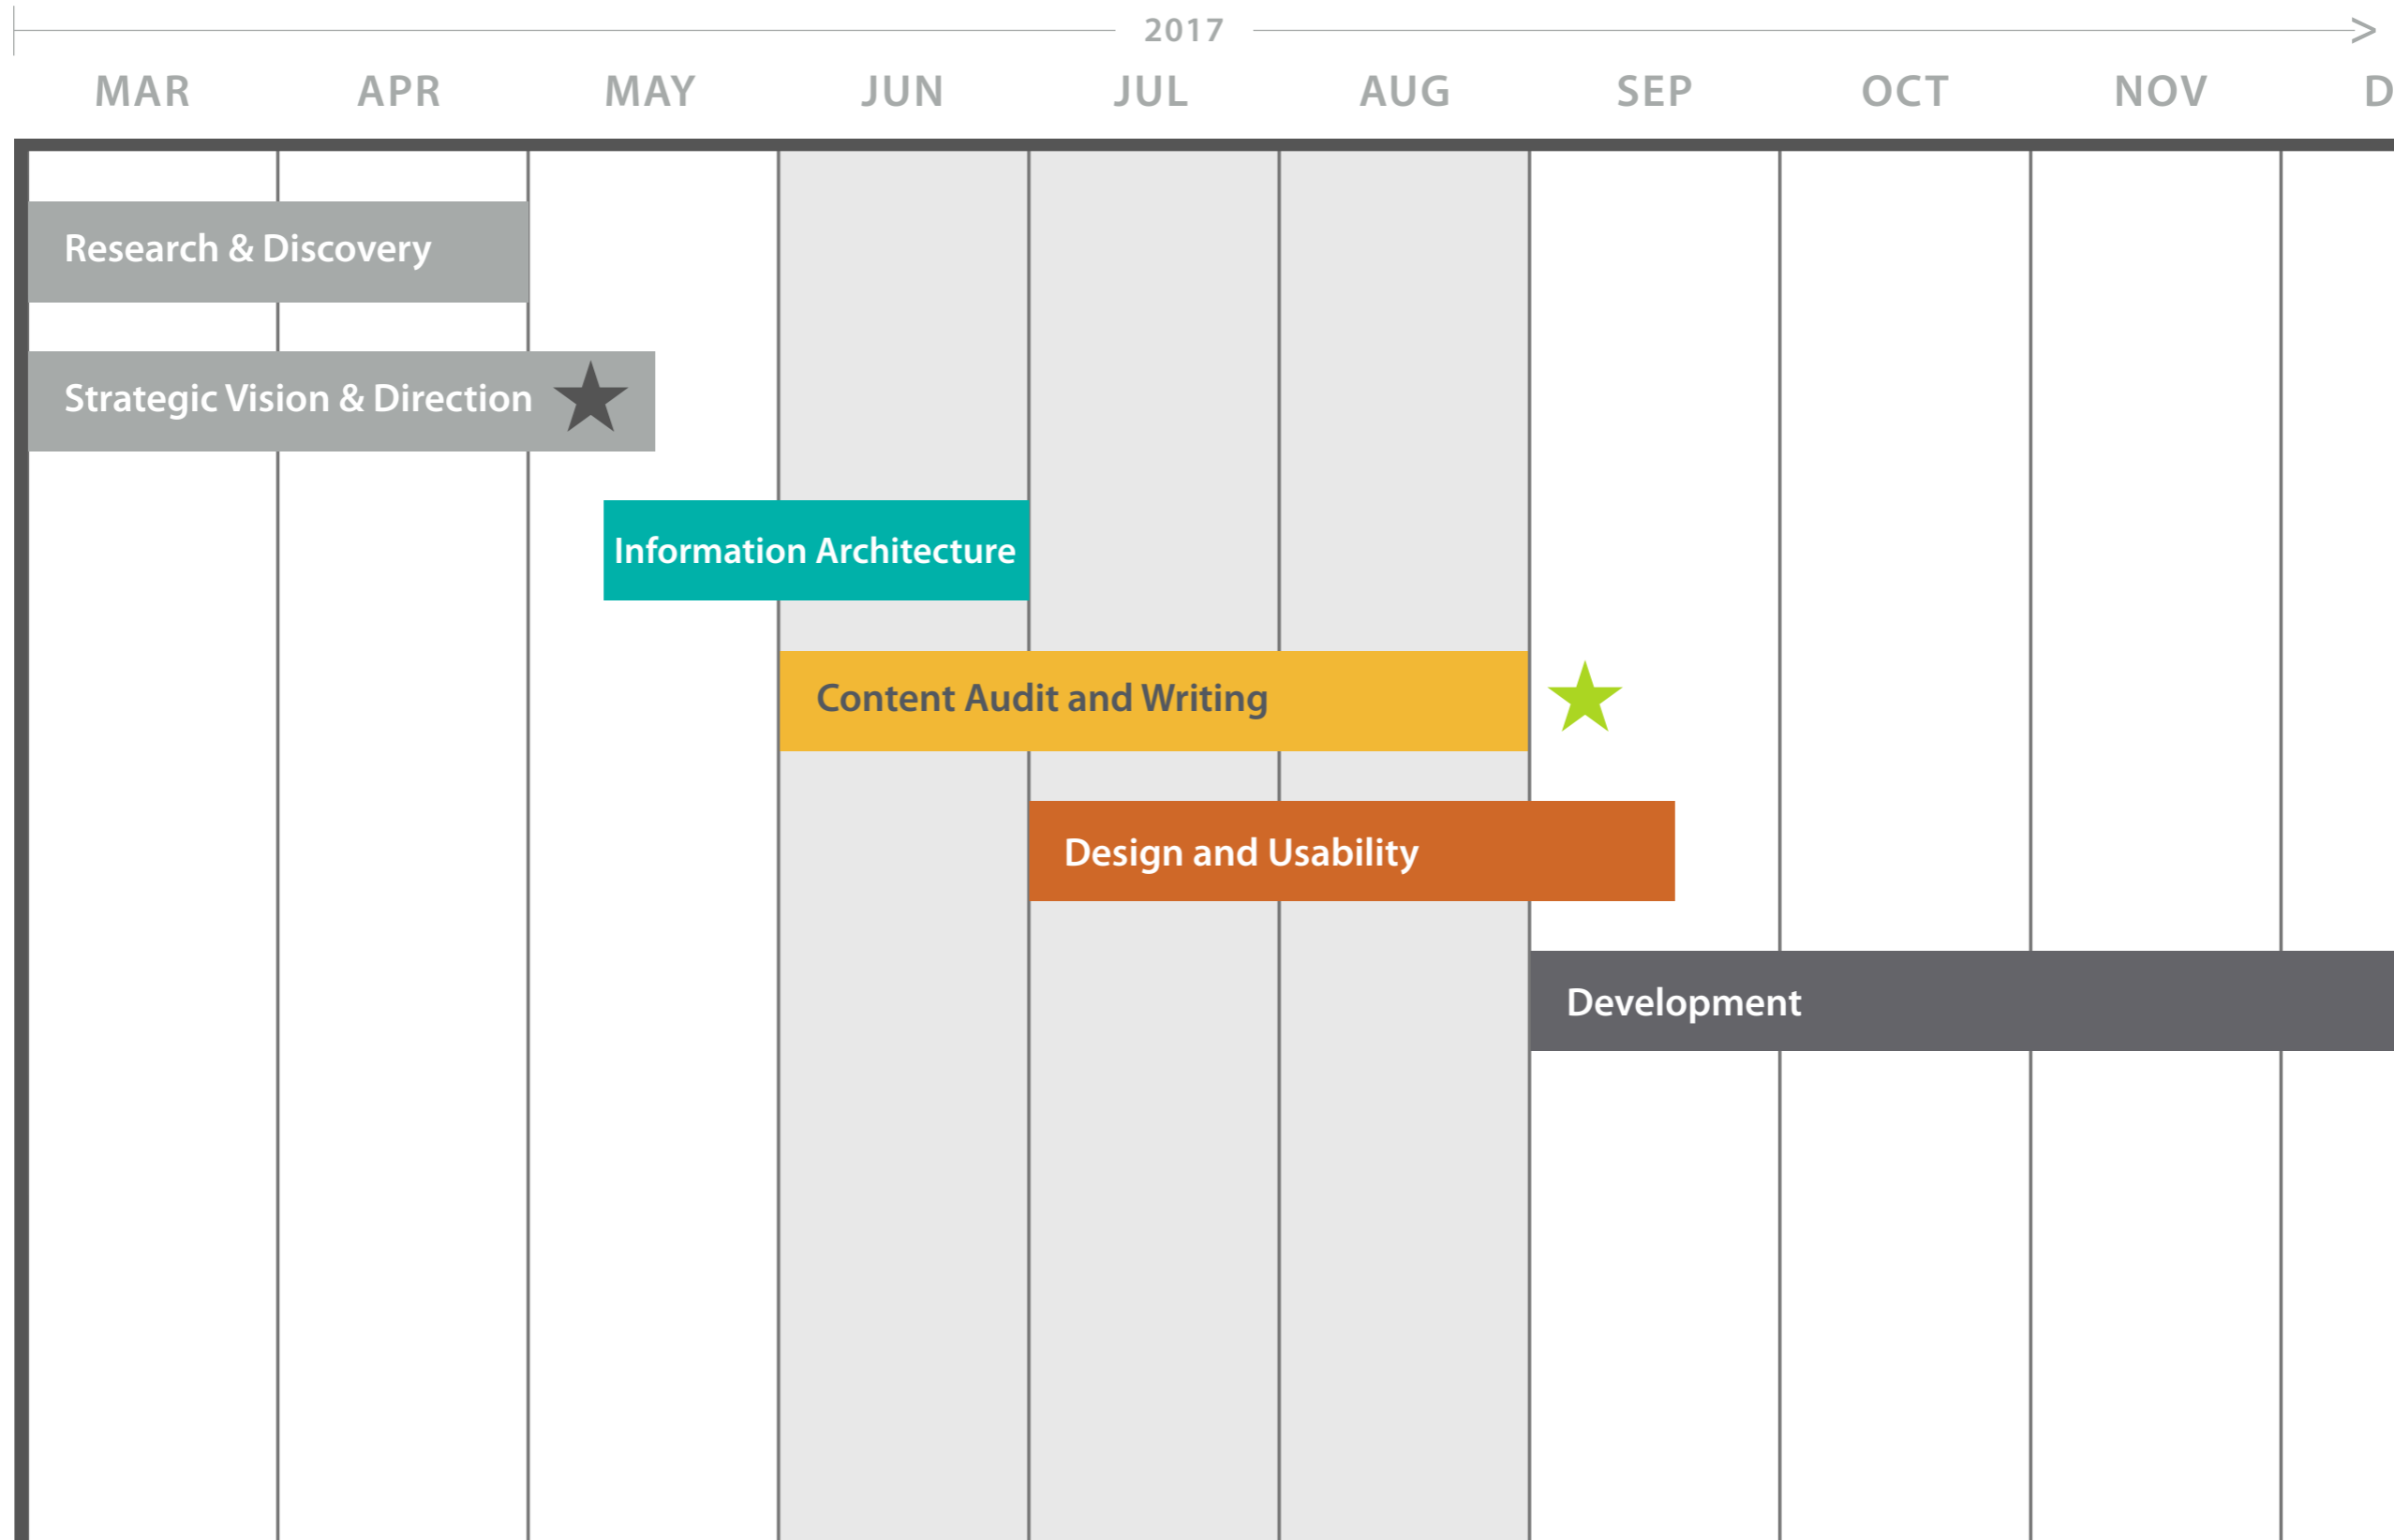 2017
MAR APR MAY JUN JUL AUG SEP OCT NOV D
Research & Discovery
Strategic Vision & Direction
Information Architecture
Content Audit and Writing
Design and Usability
Development